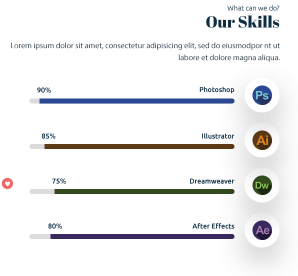 What can we do?
Our Skills
Lorem ipsum dolor sit amet, consectetur adipisicing elit, sed do eiusmodpor nt ut
labore et dolore magna aliqua.
90% Photoshop
Ps
85% Illustrator
Ai
75% Dreamweaver
Dw
80% After Effects
Ae